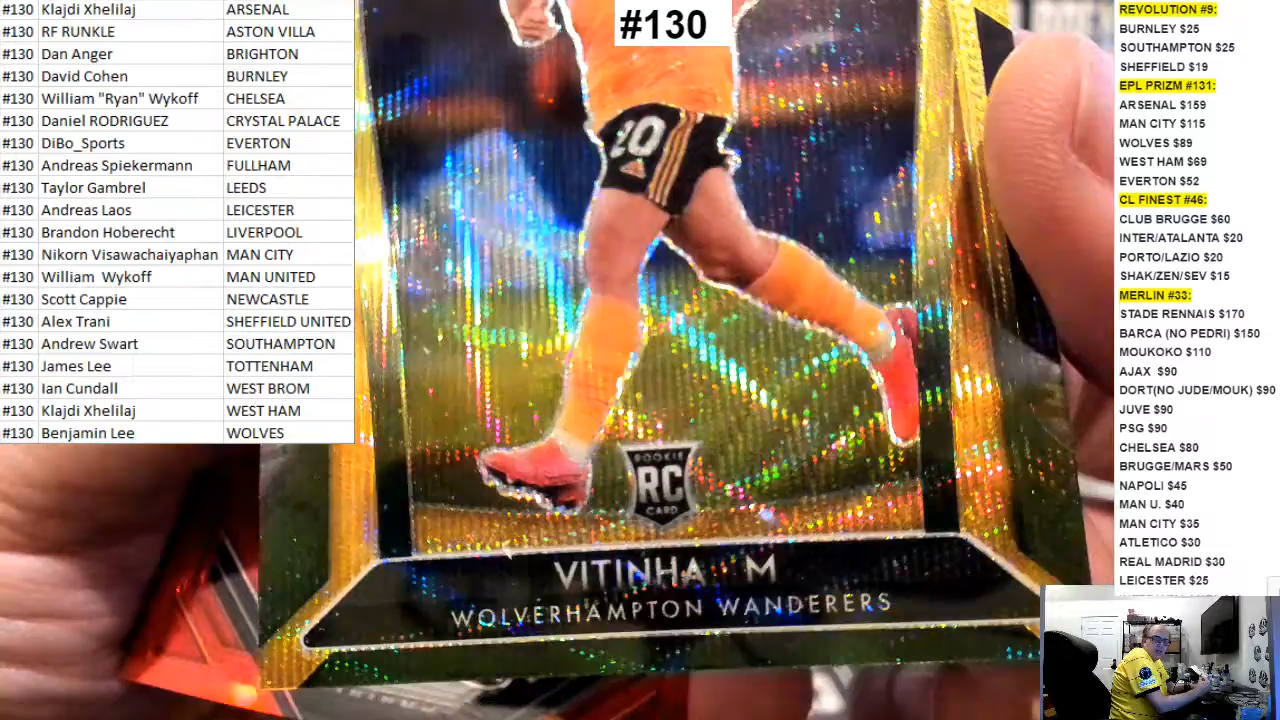 #130 Klajdi Xhelilaj ARSENAL
#130 RF RUNKLE ASTON VILLA
#130 Dan Anger BRIGHTON
#130 David Cohen BURNLEY
#130 William "Ryan" Wykoff CHELSEA
#130 Daniel RODRIGUEZ CRYSTAL PALACE
#130 DiBo_Sports EVERTON
#130 Andreas Spiekermann FULLHAM
#130 Taylor Gambrel LEEDS
#130 Andreas Laos LEICESTER
#130 Brandon Hoberecht LIVERPOOL
#130 Nikorn Visawachaiyaphan MAN CITY
#130 William Wykoff MAN UNITED
#130 Scott Cappie NEWCASTLE
#130 Alex Trani SHEFFIELD UNITED
#130 Andrew Swart SOUTHAMPTON
#130 James Lee TOTTENHAM
#130 Ian Cundall WEST BROM
#130 Klajdi Xhelilaj WEST HAM
#130 Benjamin Lee WOLVES
#130
20
ROOKIE
RC
CARD
VITINHA M
WOLVERHAMPTON WANDERERS
REVOLUTION #9:
BURNLEY $25
SOUTHAMPTON $25
SHEFFIELD $19
EPL PRIZM #131:
ARSENAL $159
MAN CITY $115
WOLVES $89
WEST HAM $69
EVERTON $52
CL FINEST #46:
CLUB BRUGGE $60
INTER/ATALANTA $20
PORTO/LAZIO $20
SHAK/ZEN/SEV $15
MERLIN #33:
STADE RENNAIS $170
BARCA (NO PEDRI) $150
MOUKOKO $110
AJAX $90
DORT(NO JUDE/MOUK) $90
JUVE $90
PSG $90
CHELSEA $80
BRUGGE/MARS $50
NAPOLI $45
MAN U. $40
MAN CITY $35
ATLETICO $30
REAL MADRID $30
LEICESTER $25